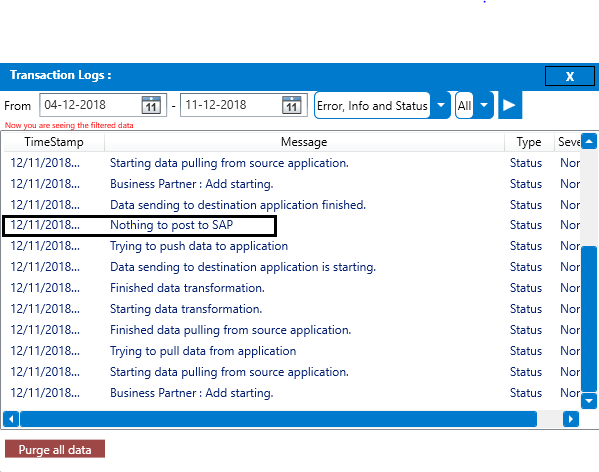 Transaction Logs :
X
From 04-12-2018 11 - 11-12-2018 11 Error, Info and Status All
Now you are seeing the filtered data
TimeStamp Message Type Seve
12/11/2018... Starting data pulling from source application. Status Nor
12/11/2018... Business Partner : Add starting. Status Nor
12/11/2018... Data sending to destination application finished. Status Nor
12/11/2018... Nothing to post to SAP Status Nor
12/11/2018... Trying to push data to application Status Nor
12/11/2018... Data sending to destination application is starting. Status Nor
12/11/2018... Finished data transformation. Status Nor
12/11/2018... Starting data transformation. Status Nor
12/11/2018... Finished data pulling from source application. Status Nor
12/11/2018... Trying to pull data from application Status Nor
12/11/2018... Starting data pulling from source application. Status Nor
12/11/2018... Business Partner : Add starting. Status Nor
Purge all data